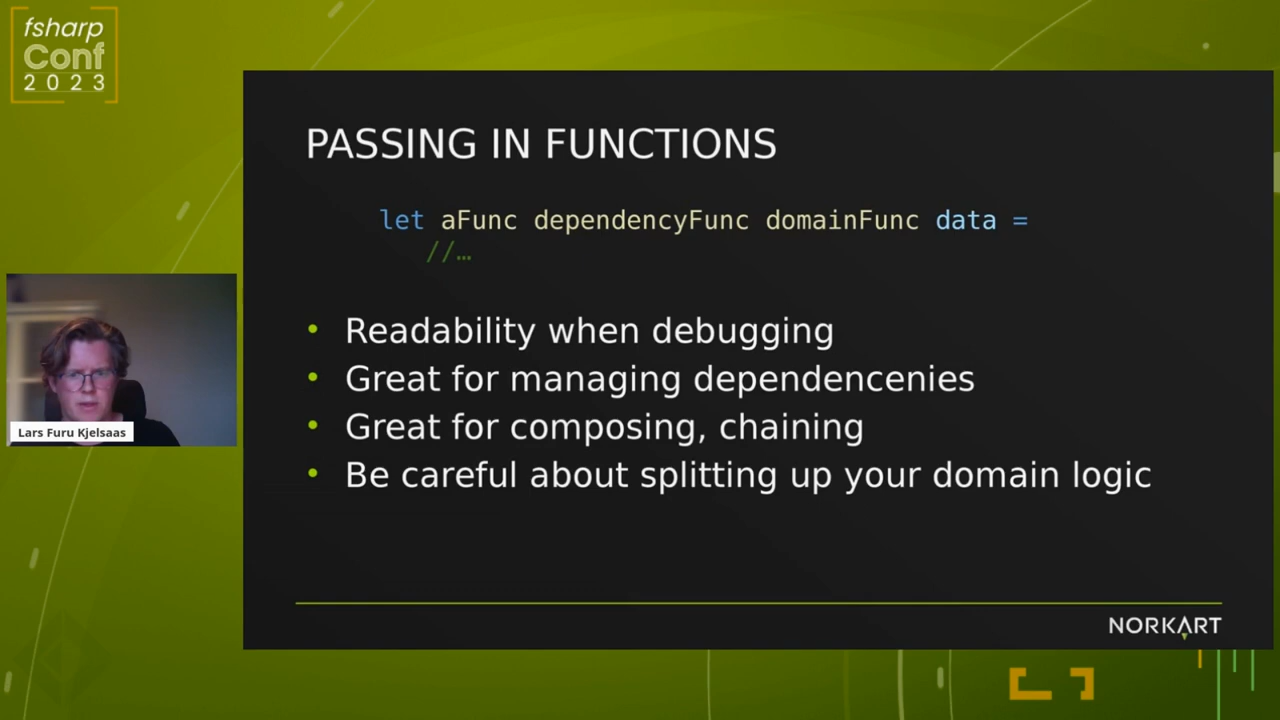 fsharp
Conf
2023
PASSING IN FUNCTIONS
let aFunc dependencyFunc domainFunc data =
//…
• Readability when debugging
• Great for managing dependencenies
• Great for composing, chaining
• Be careful about splitting up your domain logic
Lars Furu Kjelsaas
NORKART